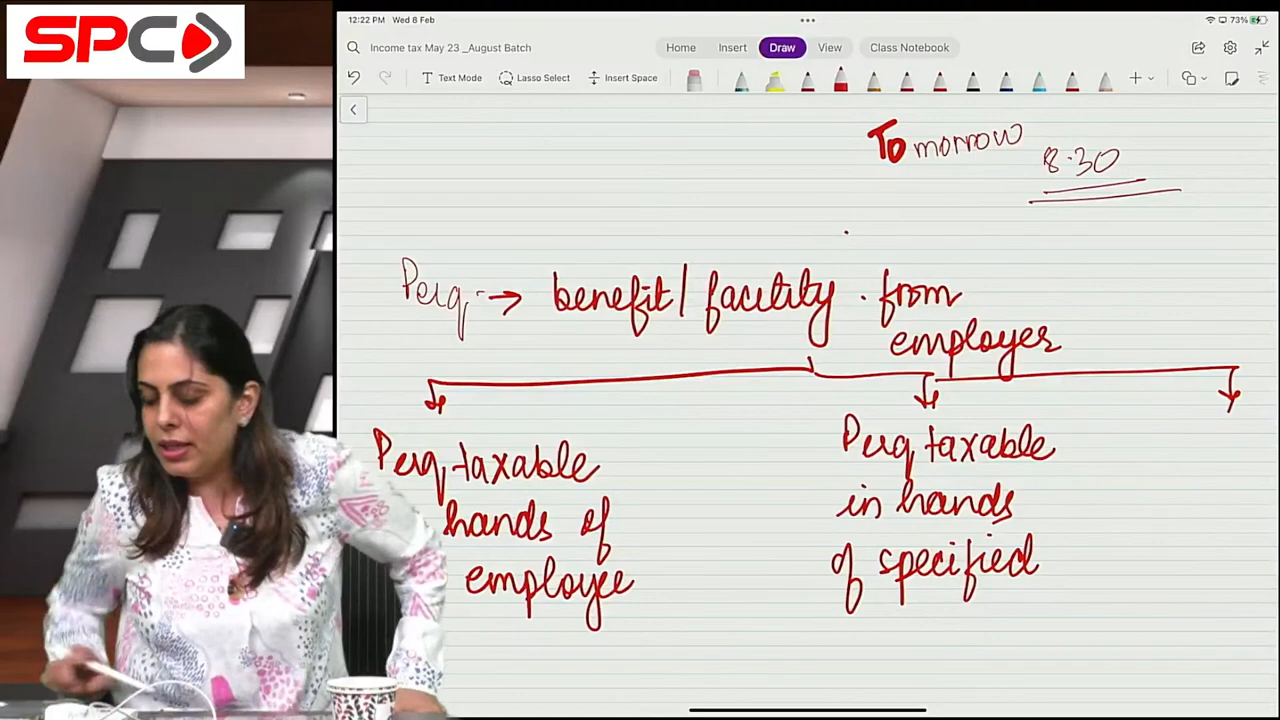 SPC
12:22 PM Wed 8 Feb
73%
Income tax May 23 _August Batch
Home Insert Draw View Class Notebook
Text Mode Lasso Select Insert Space
Tomorrow 8.30
Perq → benefit/facility from
employer
Perq taxable
hands of
employee
Perq taxable
in hands
of specified